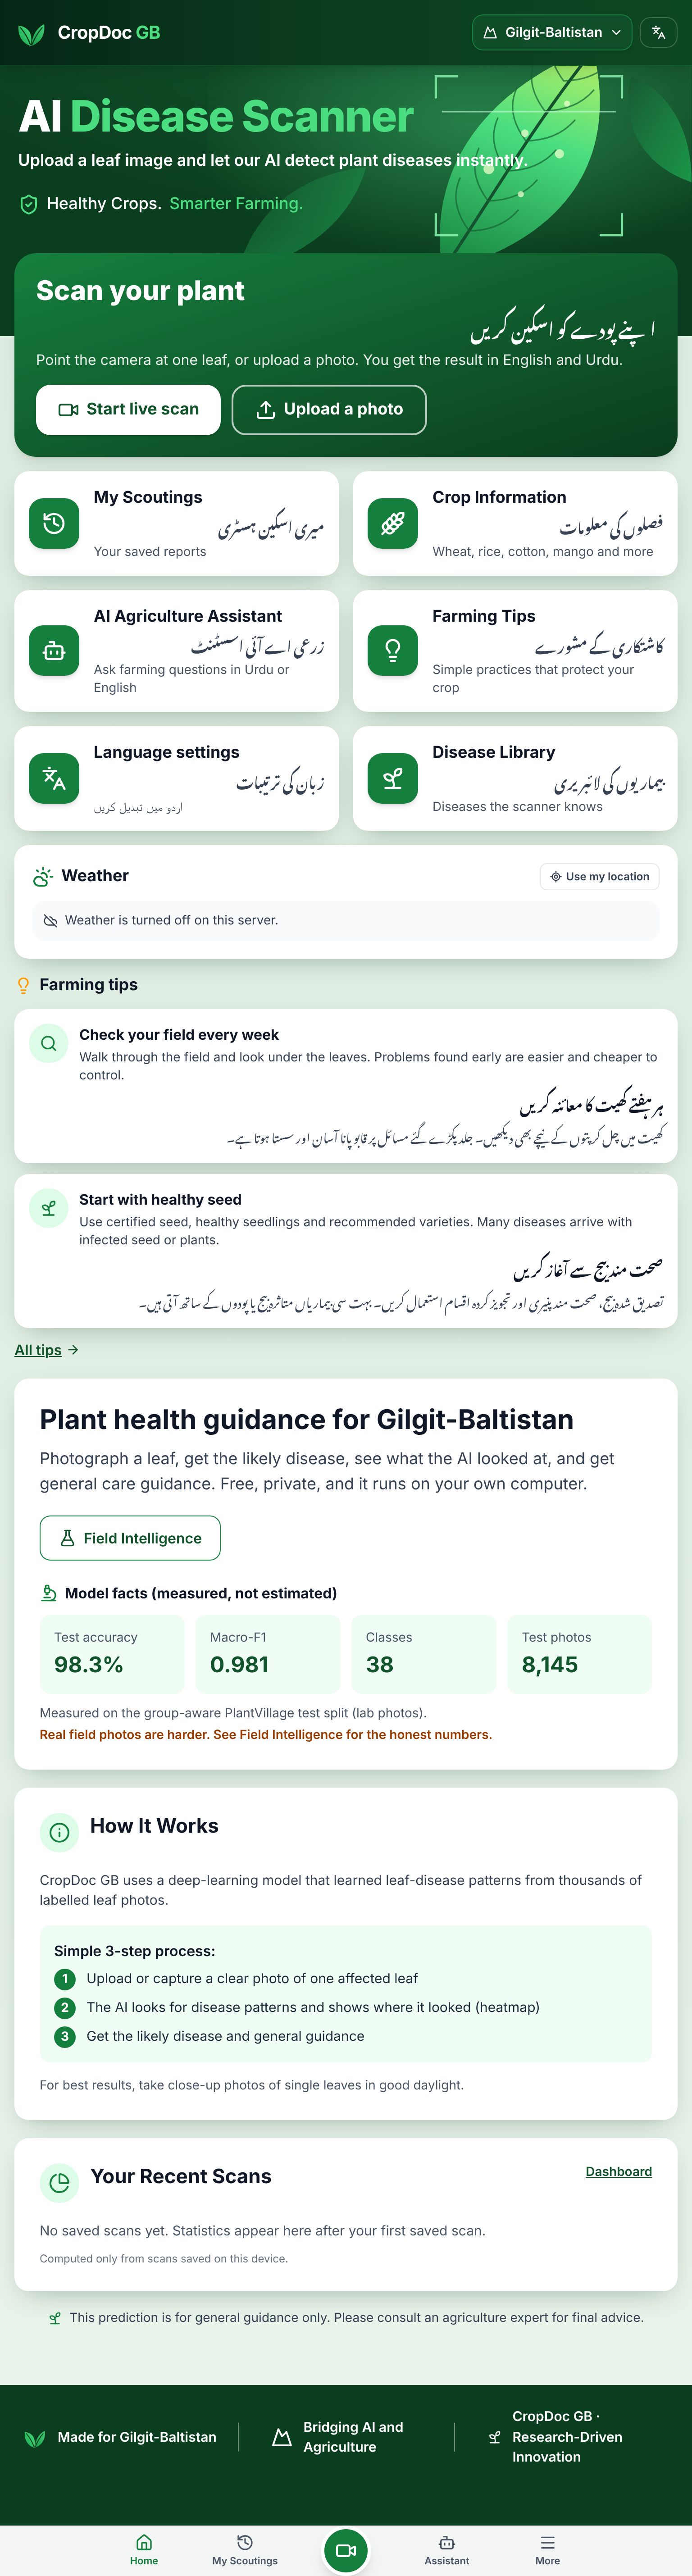 CropDoc GB
Gilgit-Baltistan
AI Disease Scanner
Upload a leaf image and let our AI detect plant diseases instantly.
Healthy Crops. Smarter Farming.
Scan your plant
اپنے پودے کو اسکین کریں
Point the camera at one leaf, or upload a photo. You get the result in English and Urdu.
Start live scan
Upload a photo
My Scoutings
میری اسکین ہسٹری
Your saved reports
Crop Information
فصلوں کی معلومات
Wheat, rice, cotton, mango and more
AI Agriculture Assistant
زرعی اے آئی اسسٹنٹ
Ask farming questions in Urdu or
English
Farming Tips
کاشتکاری کے مشورے
Simple practices that protect your
crop
Language settings
زبان کی ترتیبات
اردو میں تبدیل کریں
Disease Library
بیماریوں کی لائبریری
Diseases the scanner knows
Weather
Use my location
Weather is turned off on this server.
Farming tips
Check your field every week
Walk through the field and look under the leaves. Problems found early are easier and cheaper to
control.
ہر ہفتے کھیت کا معائنہ کریں
کھیت میں چل کر پتوں کے نیچے بھی دیکھیں۔ جلد پکڑے گئے مسائل پر قابو پانا آسان اور سستا ہوتا ہے۔
Start with healthy seed
Use certified seed, healthy seedlings and recommended varieties. Many diseases arrive with
infected seed or plants.
صحت مند بیج سے آغاز کریں
تصدیق شدہ بیج، صحت مند پنیری اور تجویز کردہ اقسام استعمال کریں۔ بہت سی بیماریاں متاثرہ بیج یا پودوں کے ساتھ آتی ہیں۔
All tips
Plant health guidance for Gilgit-Baltistan
Photograph a leaf, get the likely disease, see what the AI looked at, and get
general care guidance. Free, private, and it runs on your own computer.
Field Intelligence
Model facts (measured, not estimated)
Test accuracy
98.3%
Macro-F1
0.981
Classes
38
Test photos
8,145
Measured on the group-aware PlantVillage test split (lab photos).
Real field photos are harder. See Field Intelligence for the honest numbers.
How It Works
CropDoc GB uses a deep-learning model that learned leaf-disease patterns from thousands of
labelled leaf photos.
Simple 3-step process:
1 Upload or capture a clear photo of one affected leaf
2 The AI looks for disease patterns and shows where it looked (heatmap)
3 Get the likely disease and general guidance
For best results, take close-up photos of single leaves in good daylight.
Your Recent Scans
Dashboard
No saved scans yet. Statistics appear here after your first saved scan.
Computed only from scans saved on this device.
This prediction is for general guidance only. Please consult an agriculture expert for final advice.
Made for Gilgit-Baltistan
Bridging AI and
Agriculture
CropDoc GB ·
Research-Driven
Innovation
Home
My Scoutings
Assistant
More